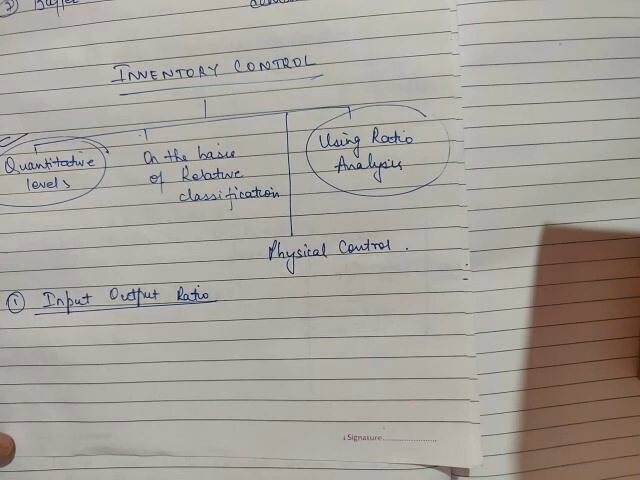 INVENTORY CONTROL
Quantitative
levels
On the basis
of Relative
classification
Using Ratio
Analysis
Physical Control.
① Input Output Ratio
Signature......................